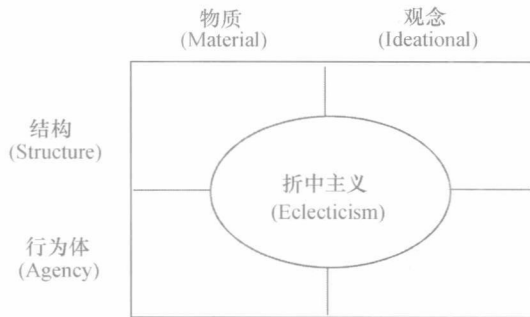 物质 观念
(Material) (Ideational)
结构
(Structure)
折中主义
(Eclecticism)
行为体
(Agency)